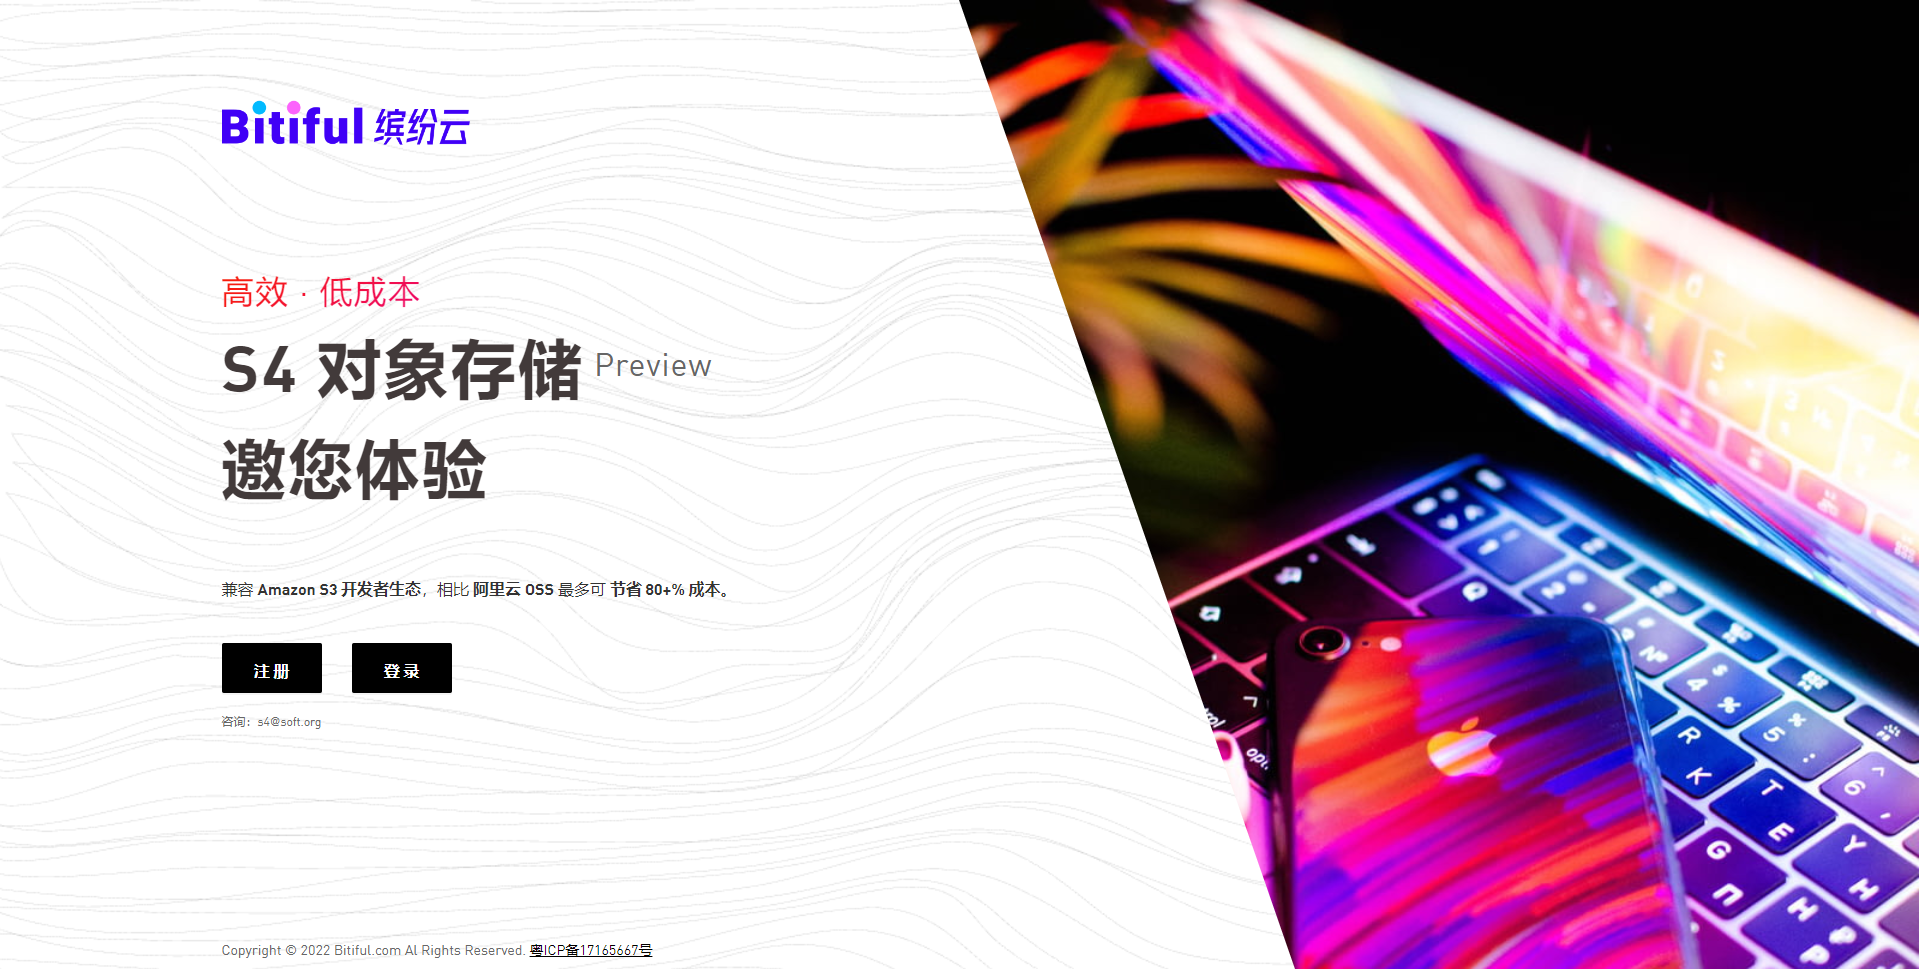 Bitiful 缤纷云
高效 · 低成本
S4 对象存储 Preview
邀您体验
兼容 Amazon S3 开发者生态，相比 阿里云 OSS 最多可 节省 80+% 成本。
注册 登录
咨询：s4@soft.org
Copyright © 2022 Bitiful.com Al Rights Reserved. 粤ICP备17165667号